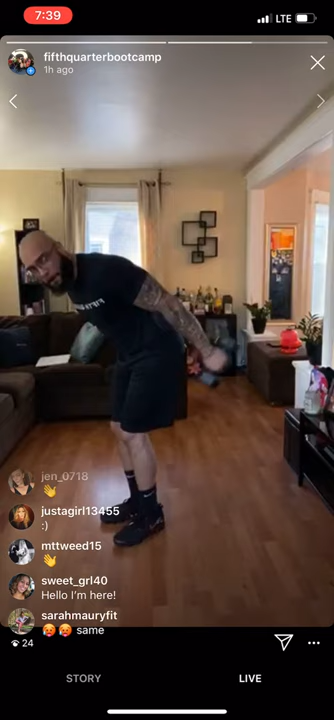 7:39
LTE
fifthquarterbootcamp
1h ago
jen_0718
👋
justagirl13455
:)
mttweed15
👋
sweet_grl40
Hello I'm here!
sarahmauryfit
🥵 🥵 same
24
STORY
LIVE